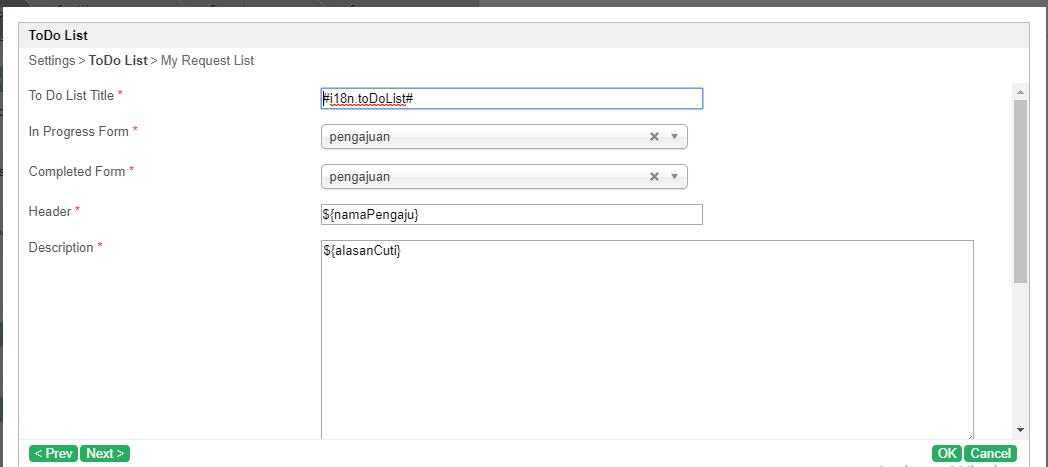 ToDo List
Settings > ToDo List > My Request List
To Do List Title *
#i18n.toDoList#
In Progress Form *
pengajuan
Completed Form *
pengajuan
Header *
${namaPengaju}
Description *
${alasanCuti}
< Prev Next > OK Cancel